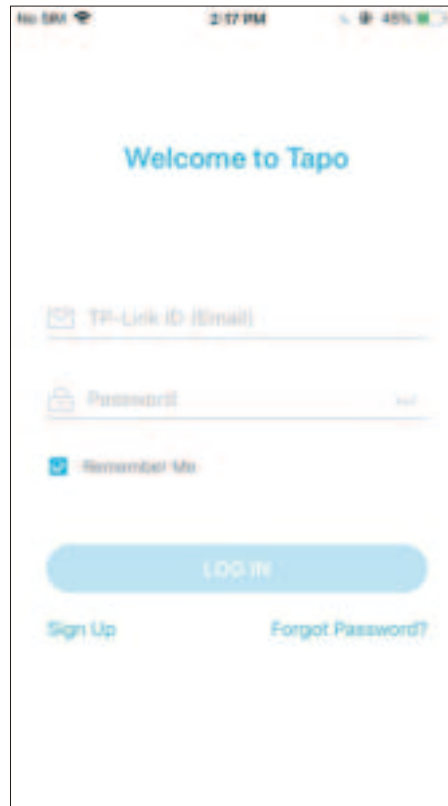 No SIM 2:17 PM 45%
Welcome to Tapo
TP-Link ID (Email)
Password
Remember Me
LOG IN
Sign Up Forgot Password?